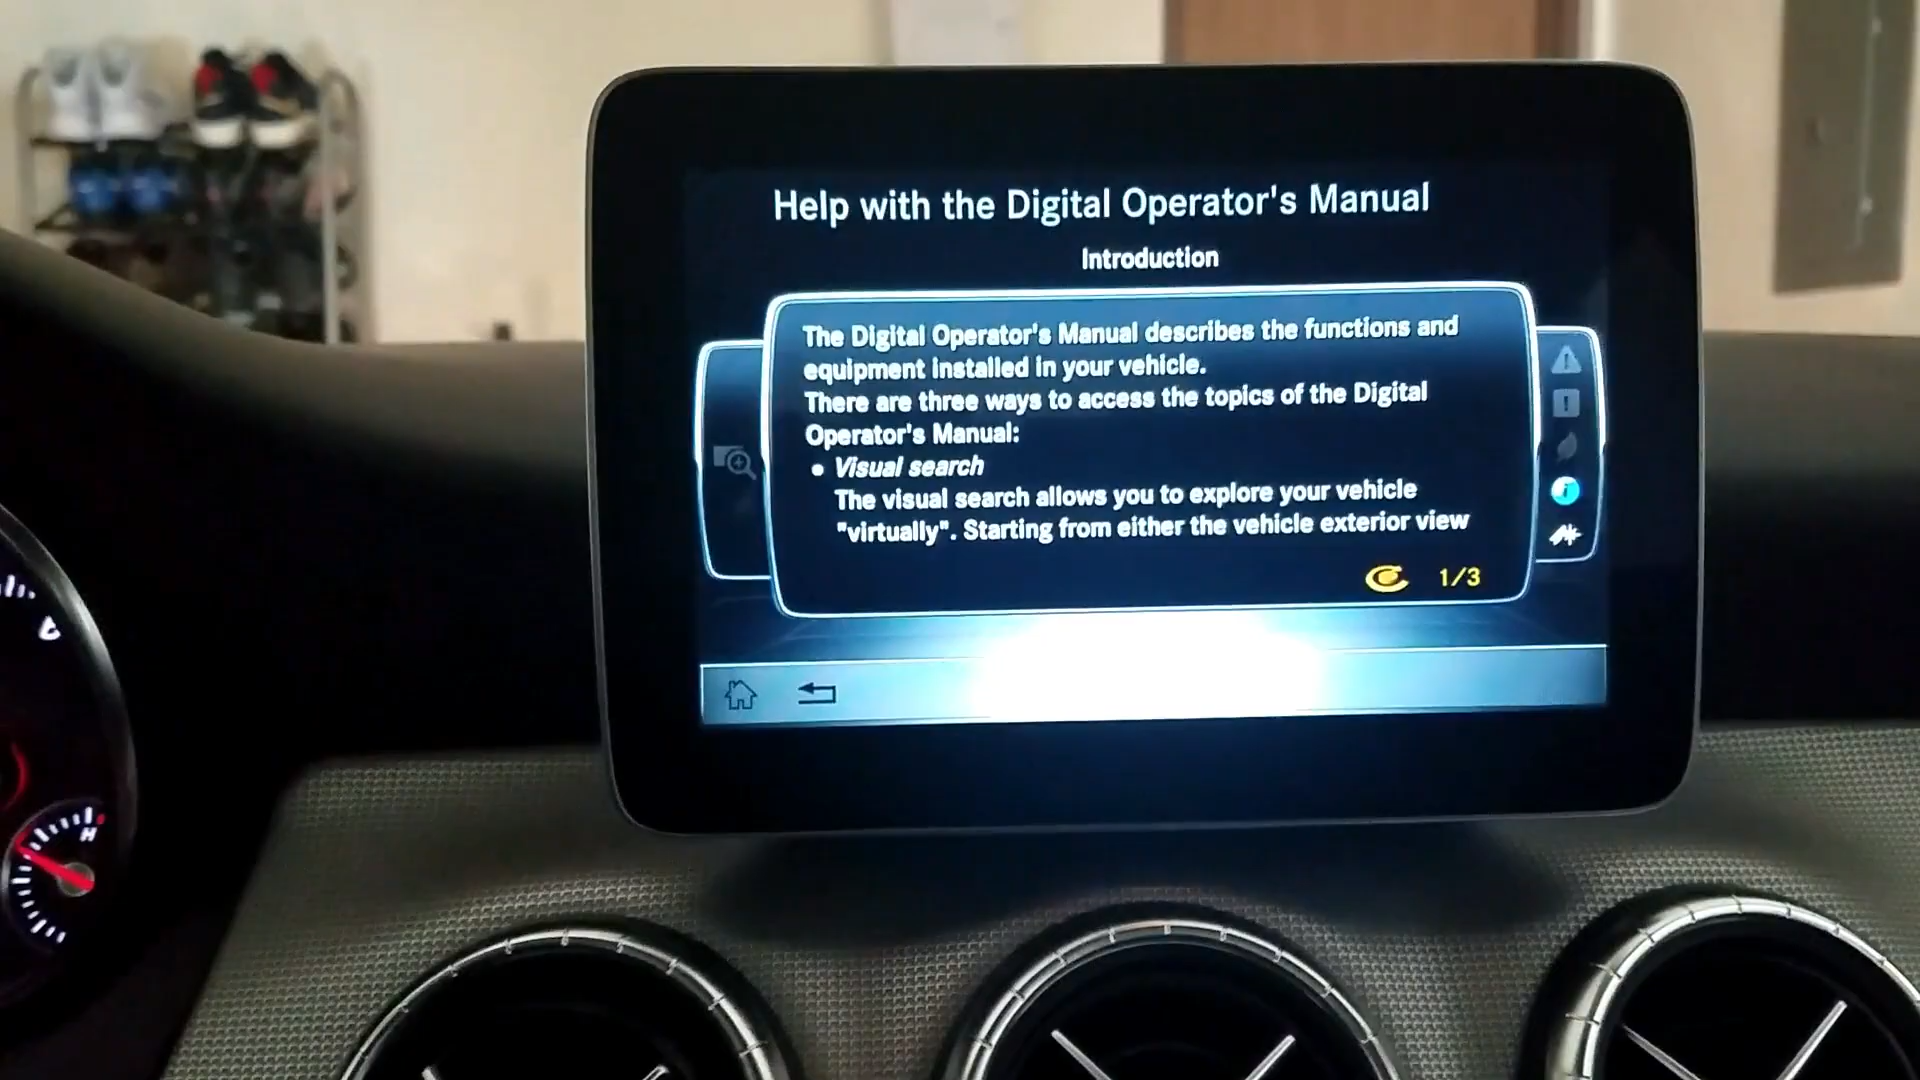 Help with the Digital Operator's Manual
Introduction
The Digital Operator's Manual describes the functions and
equipment installed in your vehicle.
There are three ways to access the topics of the Digital
Operator's Manual:
• Visual search
The visual search allows you to explore your vehicle
"virtually". Starting from either the vehicle exterior view
1/3
H